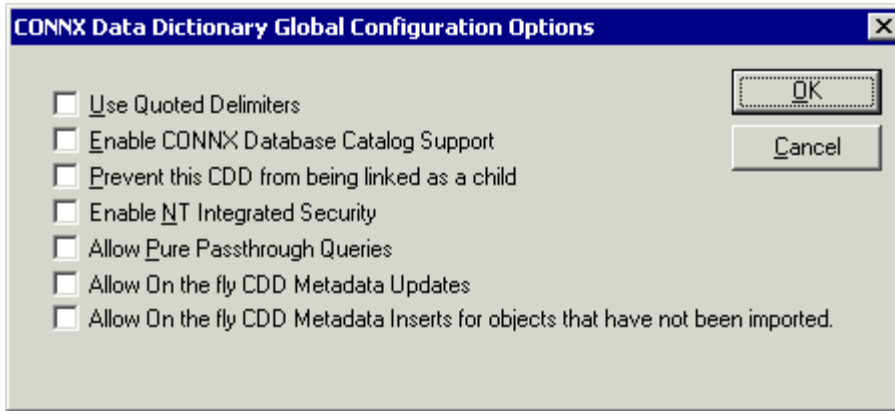 CONNX Data Dictionary Global Configuration Options
Use Quoted Delimiters
Enable CONNX Database Catalog Support
Prevent this CDD from being linked as a child
Enable NT Integrated Security
Allow Pure Passthrough Queries
Allow On the fly CDD Metadata Updates
Allow On the fly CDD Metadata Inserts for objects that have not been imported.
OK
Cancel